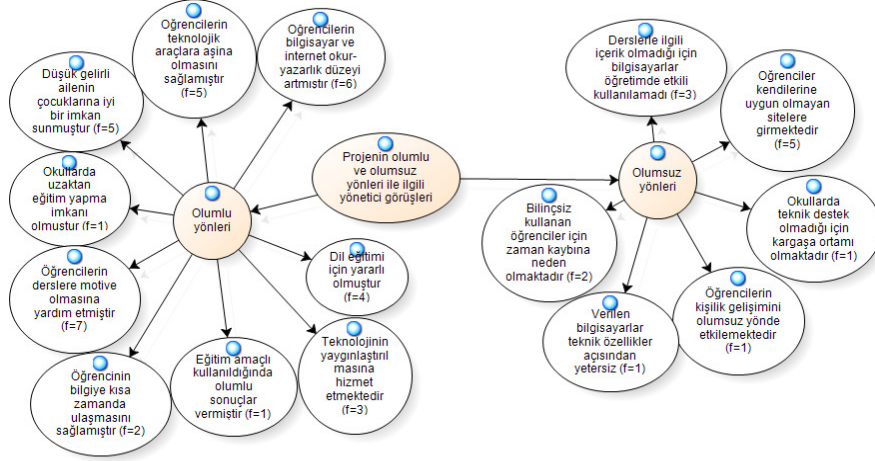 Öğrencilerin
teknolojik
araçlara aşina
olmasını
sağlamıştır
(f=5)
Öğrencilerin
bilgisayar ve
internet okur-
yazarlık düzeyi
artmıştır (f=6)
Düşük gelirli
ailenin
çocuklarına iyi
bir imkan
sunmuştur (f=5)
Okullarda
uzaktan
eğitim yapma
imkanı
olmustur (f=1)
Öğrencilerin
derslere motive
olmasına
yardım etmiştir
(f=7)
Öğrencinin
bilgiye kısa
zamanda
ulaşmasını
sağlamıştır (f=2)
Eğitim amaçlı
kullanıldığında
olumlu
sonuçlar
vermiştir (f=1)
Teknolojinin
yaygınlaştırıl
masına
hizmet
etmektedir
(f=3)
Dil eğitimi
için yararlı
olmuştur
(f=4)
Olumlu
yönleri
Projenin olumlu
ve olumsuz
yönleri ile ilgili
yönetici görüşleri
Olumsuz
yönleri
Derslerle ilgili
içerik olmadığı için
bilgisayarlar
öğretimde etkili
kullanılamadı (f=3)
Öğrenciler
kendilerine
uygun olmayan
sitelere
girmektedir
(f=5)
Okullarda
teknik destek
olmadığı için
kargaşa ortamı
olmaktadır (f=1)
Öğrencilerin
kişilik gelişimini
olumsuz yönde
etkilemektedir
(f=1)
Verilen
bilgisayarlar
teknik özellikler
açısından
yetersiz (f=1)
Bilinçsiz
kullanan
öğrenciler için
zaman kaybına
neden
olmaktadır (f=2)